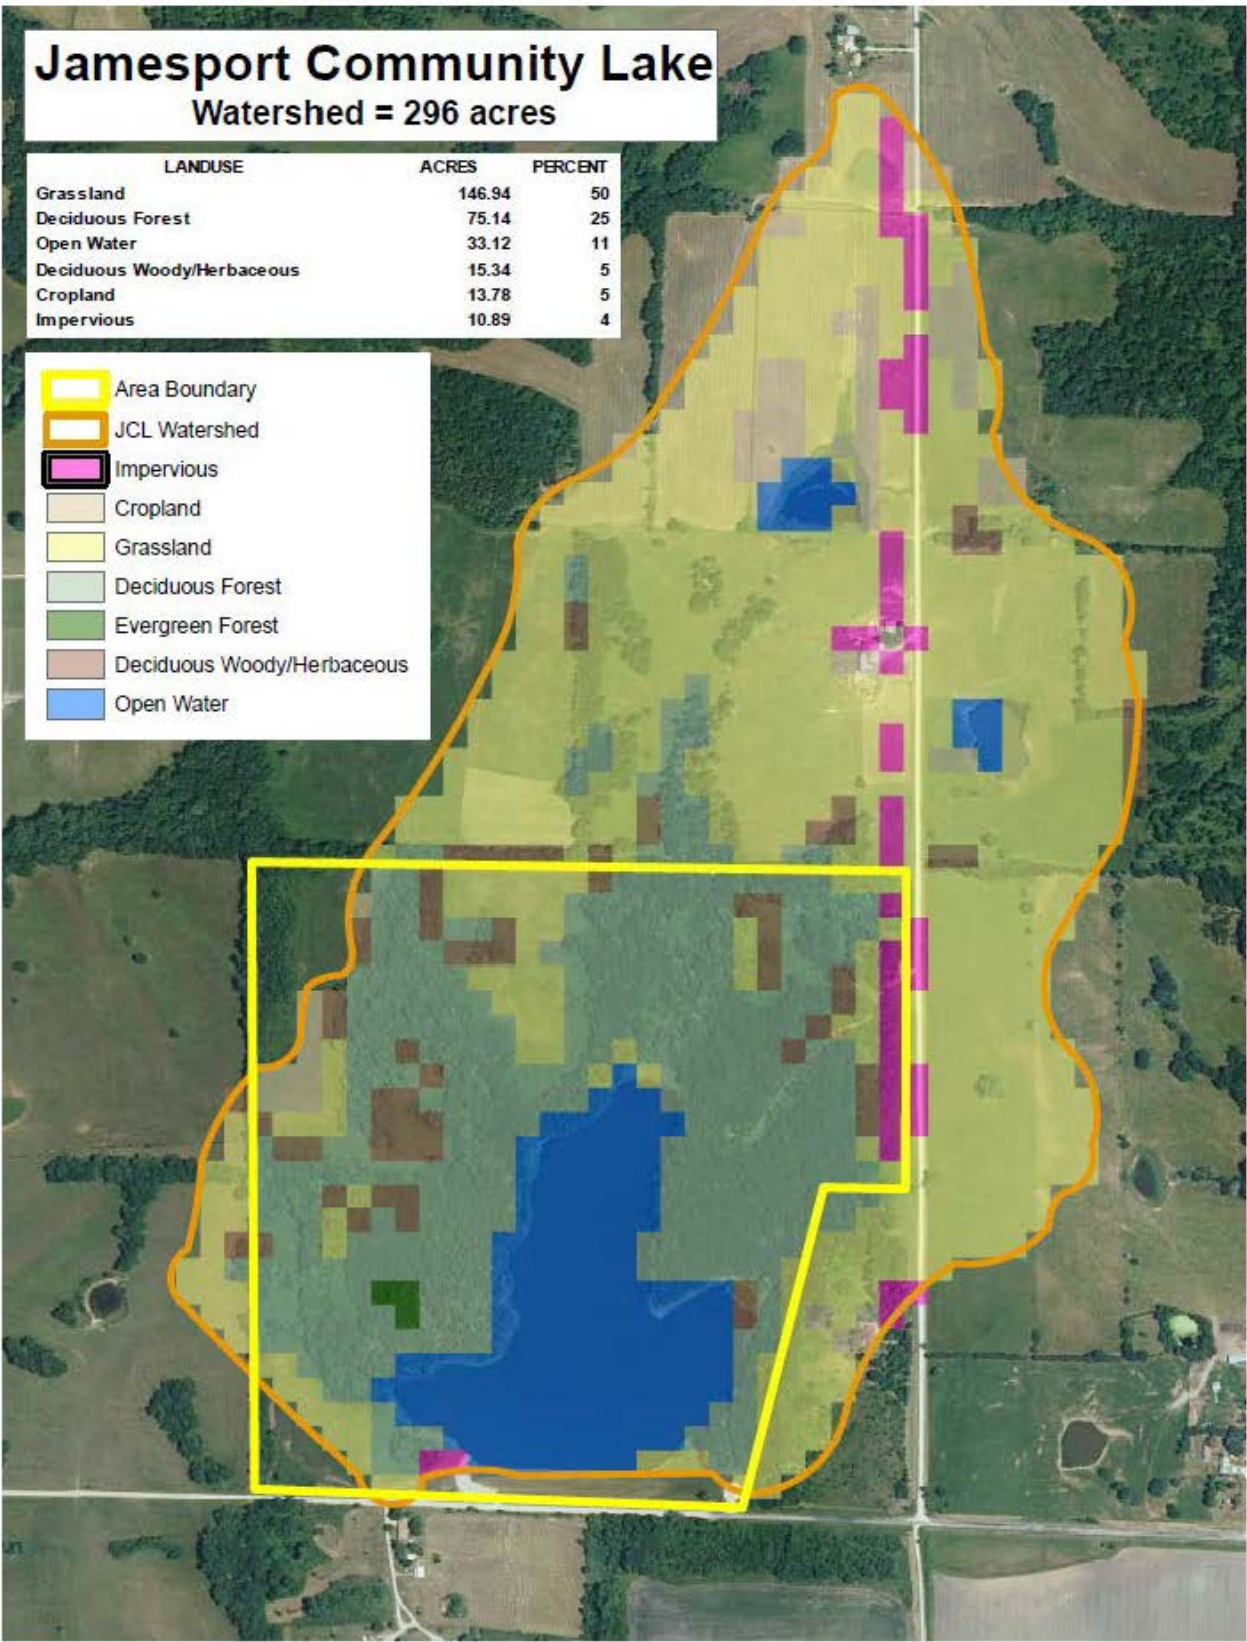 Jamesport Community Lake
Watershed = 296 acres
LANDUSE ACRES PERCENT
Grassland 146.94 50
Deciduous Forest 75.14 25
Open Water 33.12 11
Deciduous Woody/Herbaceous 15.34 5
Cropland 13.78 5
Impervious 10.89 4
Area Boundary
JCL Watershed
Impervious
Cropland
Grassland
Deciduous Forest
Evergreen Forest
Deciduous Woody/Herbaceous
Open Water